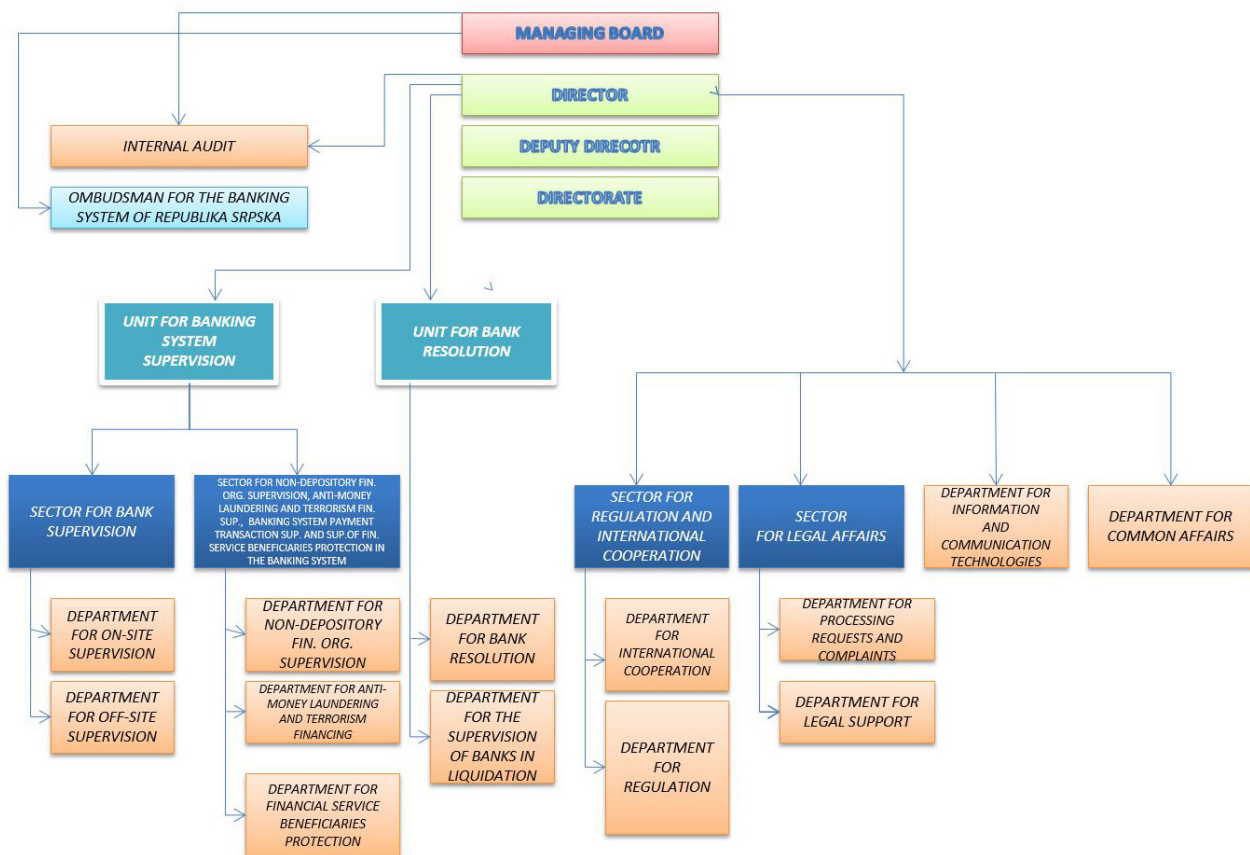 MANAGING BOARD
DIRECTOR
INTERNAL AUDIT
DEPUTY DIRECOTR
OMBUDSMAN FOR THE BANKING
SYSTEM OF REPUBLIKA SRPSKA
DIRECTORATE
UNIT FOR BANKING
SYSTEM
SUPERVISION
UNIT FOR BANK
RESOLUTION
SECTOR FOR BANK
SUPERVISION
SECTOR FOR NON-DEPOSITORY FIN.
ORG. SUPERVISION, ANTI-MONEY
LAUNDERING AND TERRORISM FIN.
SUP., BANKING SYSTEM PAYMENT
TRANSACTION SUP. AND SUP.OF FIN.
SERVICE BENEFICIARIES PROTECTION IN
THE BANKING SYSTEM
SECTOR FOR
REGULATION AND
INTERNATIONAL
COOPERATION
SECTOR
FOR LEGAL AFFAIRS
DEPARTMENT FOR
INFORMATION
AND
COMMUNICATION
TECHNOLOGIES
DEPARTMENT FOR
COMMON AFFAIRS
DEPARTMENT
FOR ON-SITE
SUPERVISION
DEPARTMENT
FOR OFF-SITE
SUPERVISION
DEPARTMENT FOR
NON-DEPOSITORY
FIN. ORG.
SUPERVISION
DEPARTMENT FOR ANTI-
MONEY LAUNDERING
AND TERRORISM
FINANCING
DEPARTMENT FOR
FINANCIAL SERVICE
BENEFICIARIES
PROTECTION
DEPARTMENT
FOR BANK
RESOLUTION
DEPARTMENT
FOR THE
SUPERVISION
OF BANKS IN
LIQUIDATION
DEPARTMENT
FOR
INTERNATIONAL
COOPERATION
DEPARTMENT
FOR
REGULATION
DEPARTMENT FOR
PROCESSING
REQUESTS AND
COMPLAINTS
DEPARTMENT FOR
LEGAL SUPPORT